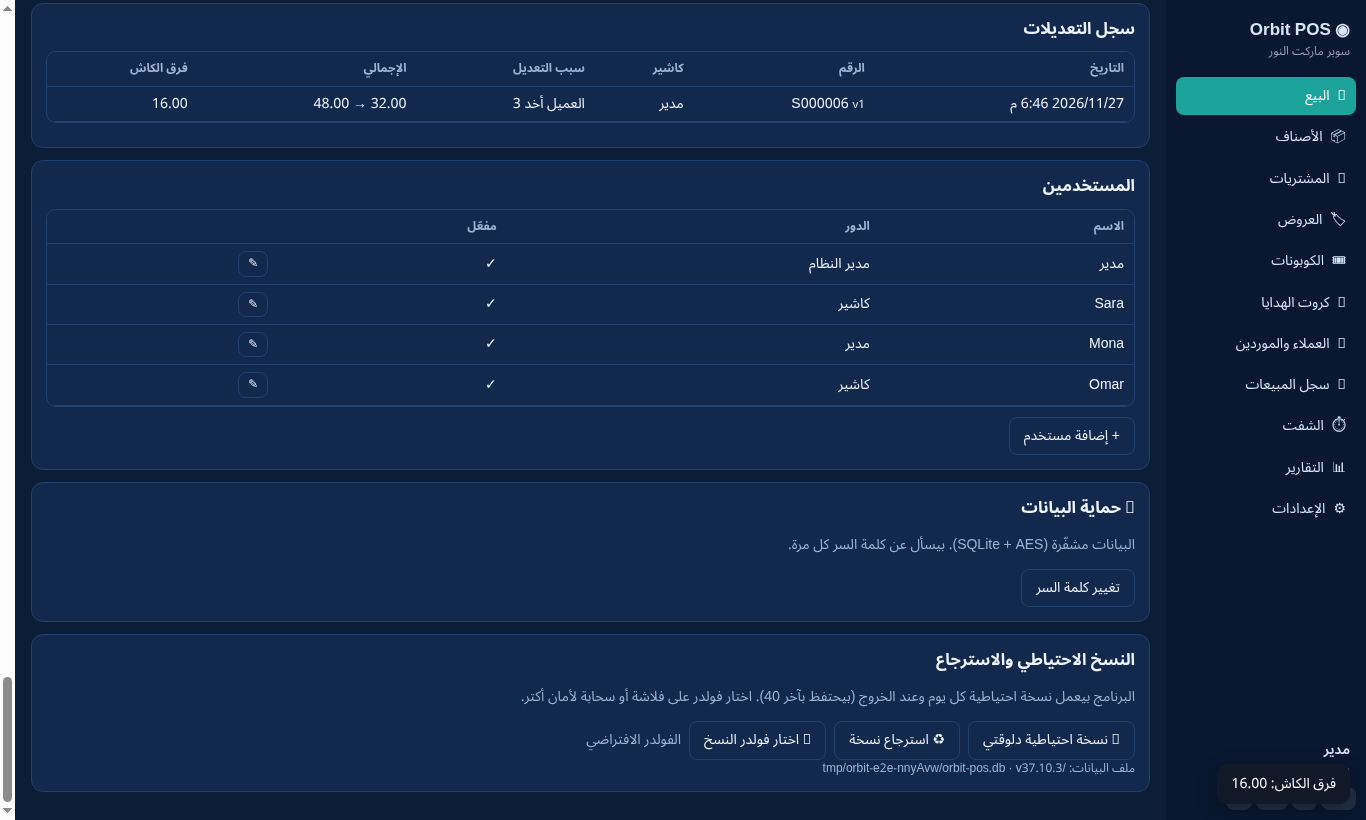 ◉ Orbit POS
سوبر ماركت النور
البيع
الأصناف
المشتريات
العروض
الكوبونات
كروت الهدايا
العملاء والموردين
سجل المبيعات
الشفت
التقارير
الإعدادات
مدير
فرق الكاش: 16.00
سجل التعديلات
التاريخ الرقم كاشير سبب التعديل الإجمالي فرق الكاش
2026/11/27 6:46 م S000006 v1 مدير العميل أخد 3 32.00 → 48.00 16.00
المستخدمين
الاسم الدور مفعّل
مدير مدير النظام ✓ ✎
Sara كاشير ✓ ✎
Mona مدير ✓ ✎
Omar كاشير ✓ ✎
+ إضافة مستخدم
حماية البيانات
البيانات مشفّرة (SQLite + AES). بيسأل عن كلمة السر كل مرة.
تغيير كلمة السر
النسخ الاحتياطي والاسترجاع
البرنامج بيعمل نسخة احتياطية كل يوم وعند الخروج (بيحتفظ بآخر 40). اختار فولدر على فلاشة أو سحابة لأمان أكتر.
نسخة احتياطية دلوقتي ♻ استرجاع نسخة اختار فولدر النسخ الفولدر الافتراضي
ملف البيانات: /tmp/orbit-e2e-nnyAvw/orbit-pos.db · v37.10.3